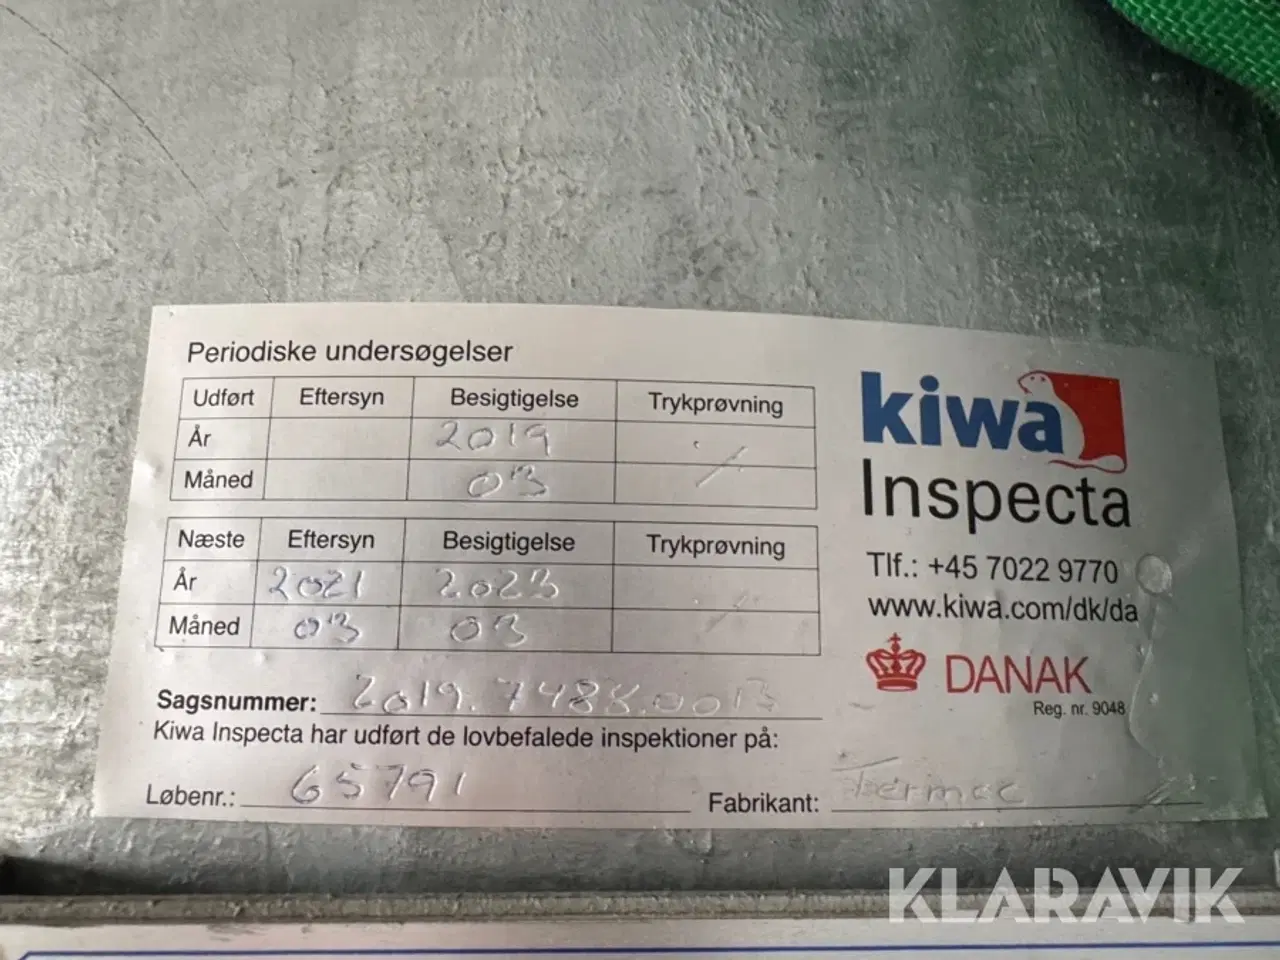 Periodiske undersøgelser
Udført Eftersyn Besigtigelse Trykprøvning
År 2019
Måned 03
Næste Eftersyn Besigtigelse Trykprøvning
År 2021 2023
Måned 03 03
Sagsnummer: 2019.7488.0013
Kiwa Inspecta har udført de lovbefalede inspektioner på:
Løbenr.: 65791
Fabrikant: Termac
kiwa
Inspecta
Tlf.: +45 7022 9770
www.kiwa.com/dk/da
DANAK
Reg. nr. 9048
KLARAVIK